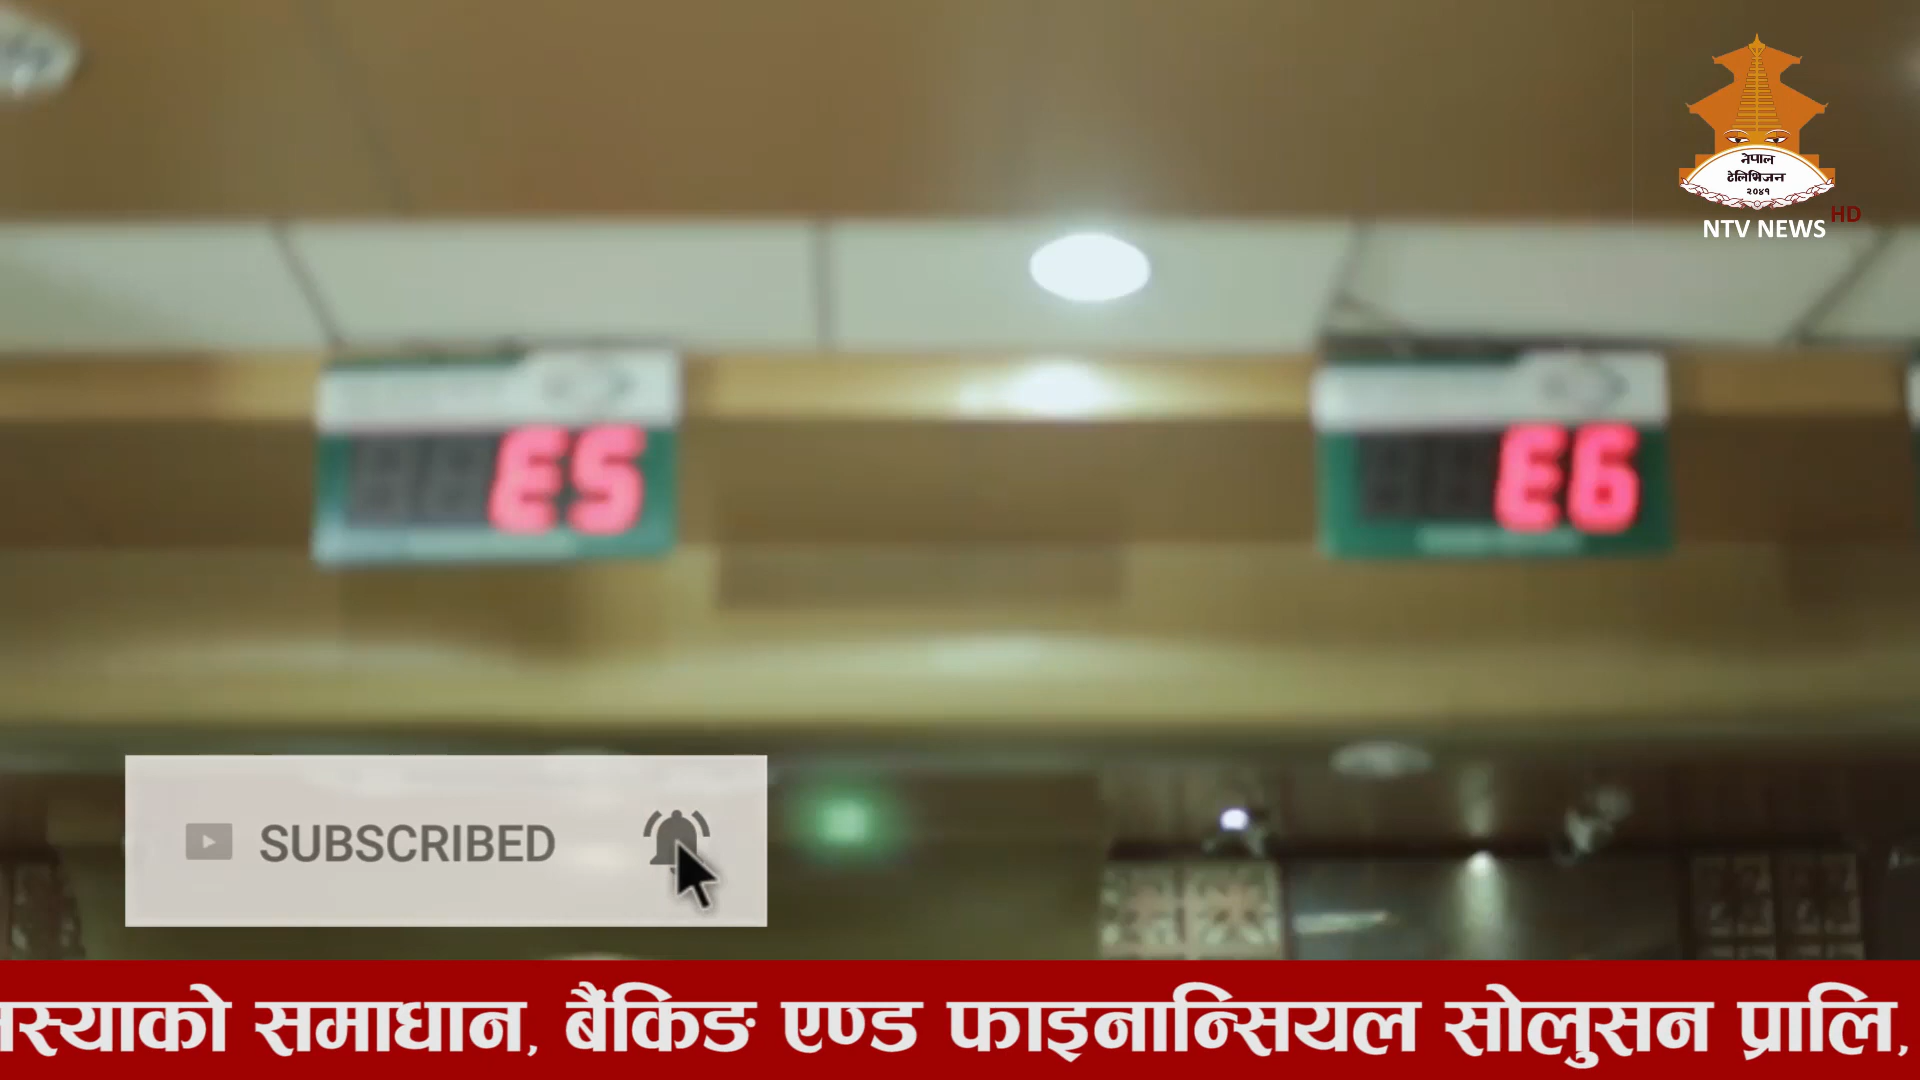 नेपाल
टेलिभिजन
२०४१
HD
NTV NEWS
E5
E6
SUBSCRIBED
समाधान, बैंकिङ एण्ड फाइनान्सियल सोलुसन प्रालि,